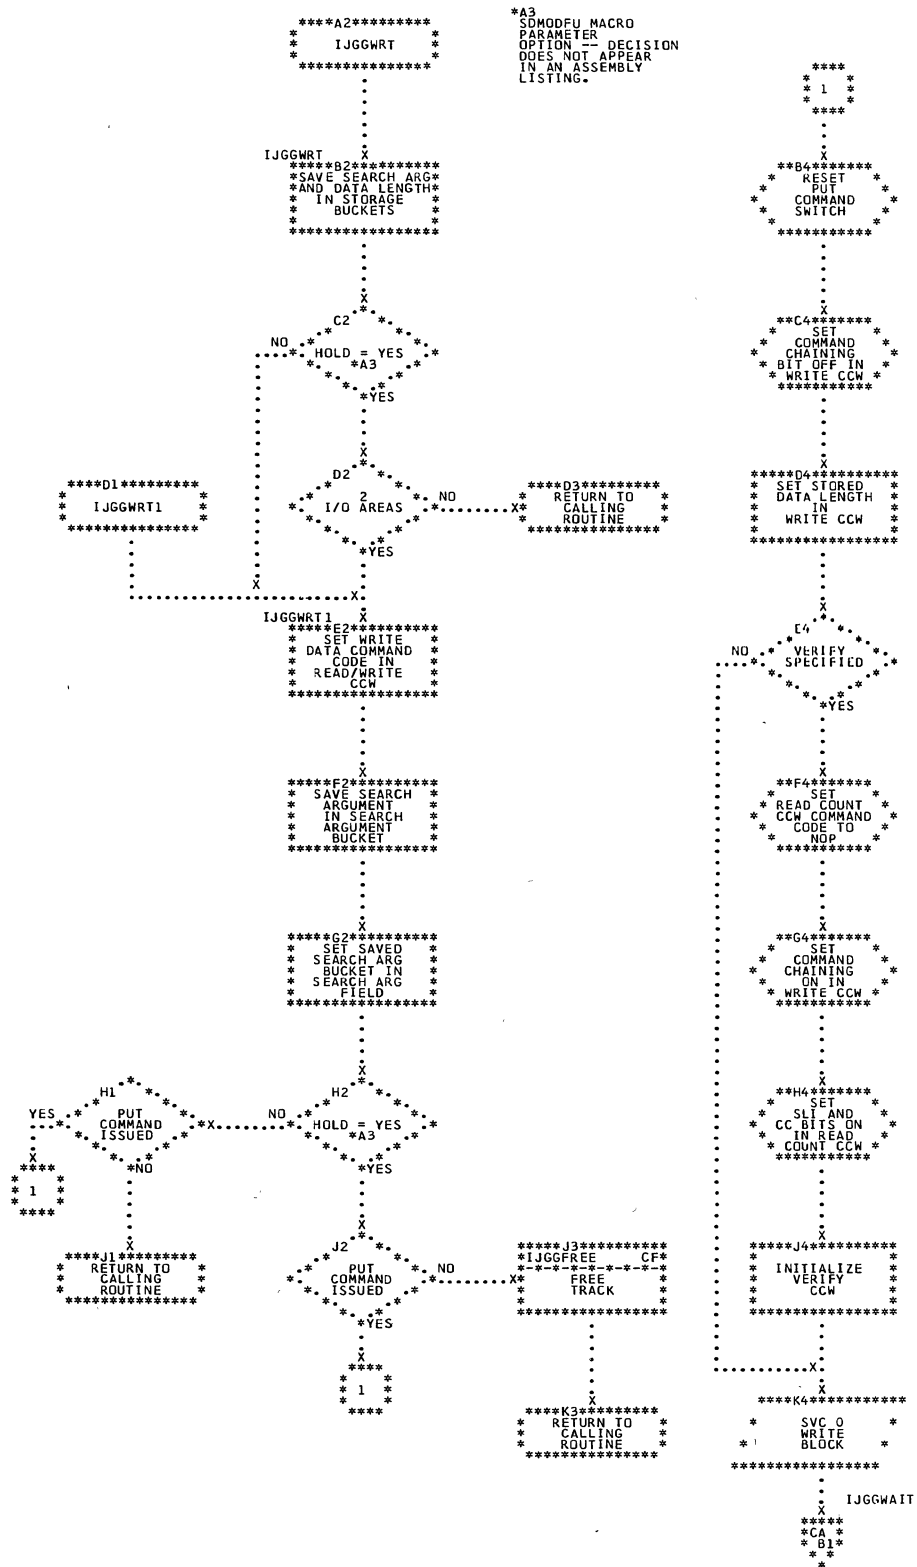 A2
IJGGWRT
*A3
SDMODFU MACRO
PARAMETER
OPTION -- DECISION
DOES NOT APPEAR
IN AN ASSEMBLY
LISTING.
IJGGWRT
B2
SAVE SEARCH ARG
AND DATA LENGTH
IN STORAGE
BUCKETS
C2
HOLD = YES
*A3
NO
YES
D1
IJGGWRT1
D2
2
I/O AREAS
NO
YES
D3
RETURN TO
CALLING
ROUTINE
IJGGWRT1
E2
SET WRITE
DATA COMMAND
CODE IN
READ/WRITE
CCW
F2
SAVE SEARCH
ARGUMENT
IN SEARCH
ARGUMENT
BUCKET
G2
SET SAVED
SEARCH ARG
BUCKET IN
SEARCH ARG
FIELD
H1
PUT
COMMAND
ISSUED
YES
NO
1
H2
HOLD = YES
*A3
NO
YES
J1
RETURN TO
CALLING
ROUTINE
J2
PUT
COMMAND
ISSUED
NO
YES
1
J3
IJGGFREE CF
FREE
TRACK
K3
RETURN TO
CALLING
ROUTINE
1
B4
RESET
PUT
COMMAND
SWITCH
C4
SET
COMMAND
CHAINING
BIT OFF IN
WRITE CCW
D4
SET STORED
DATA LENGTH
IN
WRITE CCW
E4
VERIFY
SPECIFIED
NO
YES
F4
SET
READ COUNT
CCW COMMAND
CODE TO
NOP
G4
SET
COMMAND
CHAINING
ON IN
WRITE CCW
H4
SET
SLI AND
CC BITS ON
IN READ
COUNT CCW
J4
INITIALIZE
VERIFY
CCW
K4
SVC 0
WRITE
BLOCK
IJGGWAIT
CA
B1